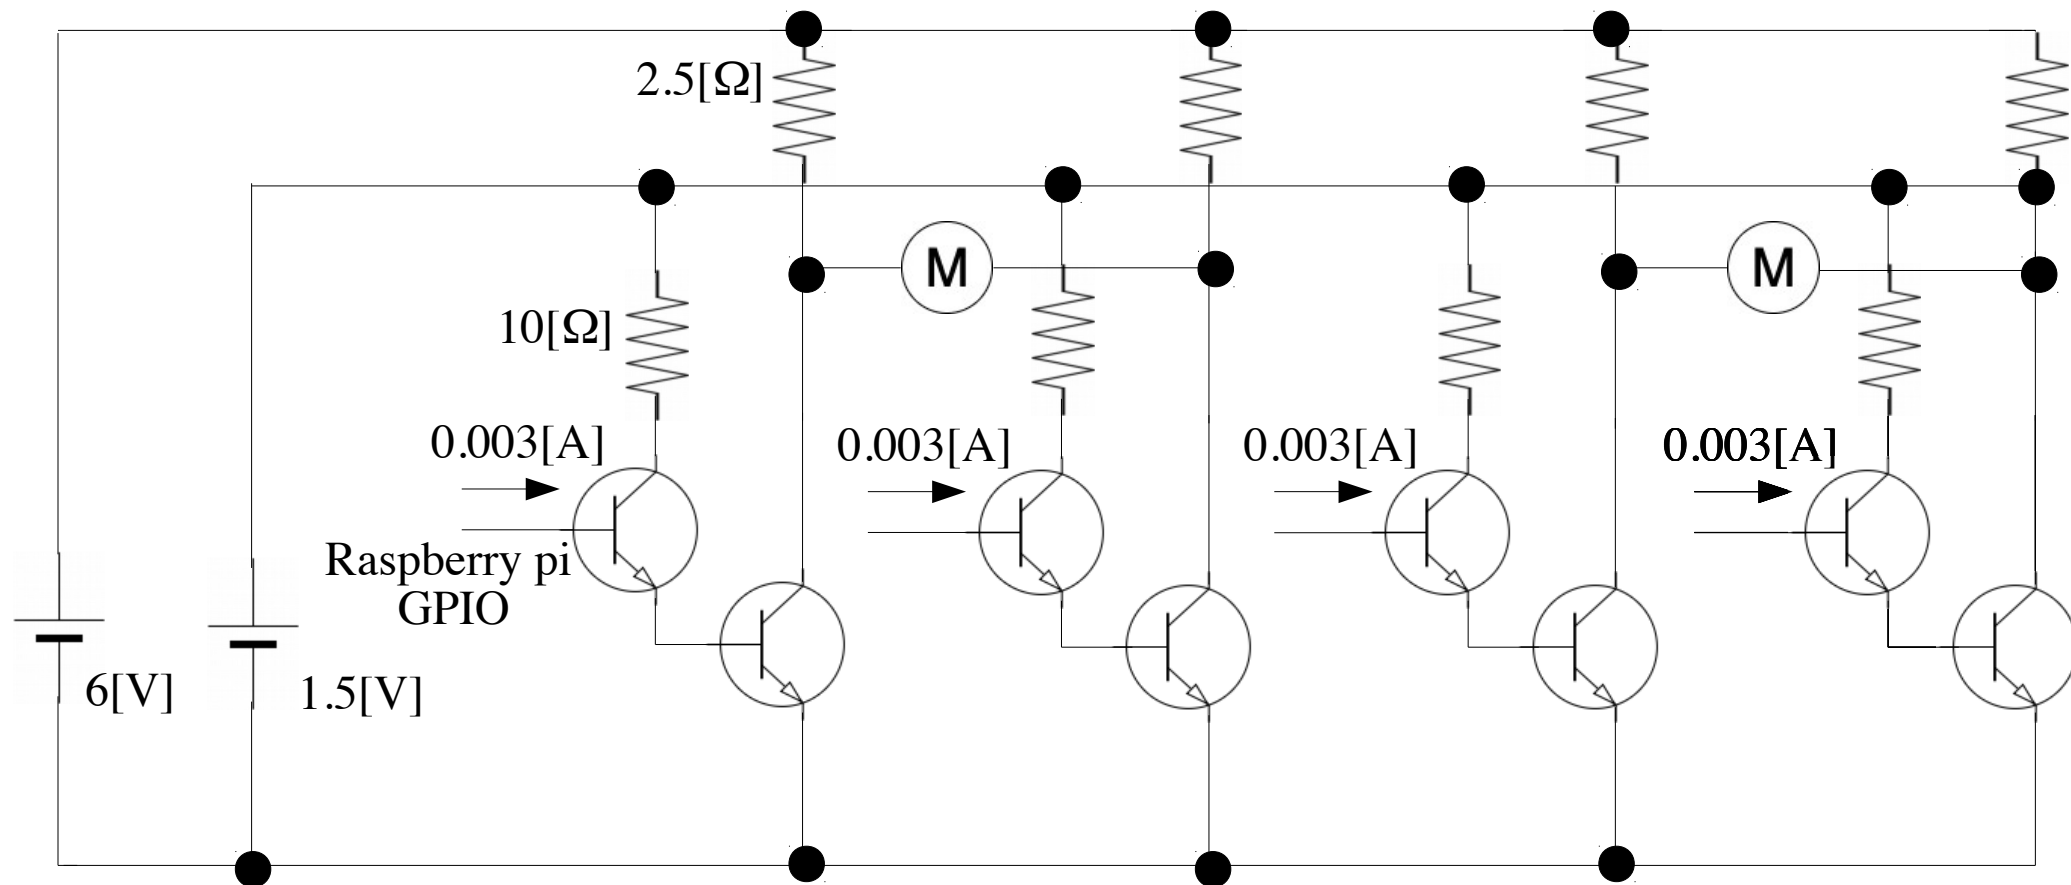 2.5[Ω]
M
M
10[Ω]
0.003[A]
0.003[A]
0.003[A]
0.003[A]
Raspberry pi
GPIO
6[V]
1.5[V]